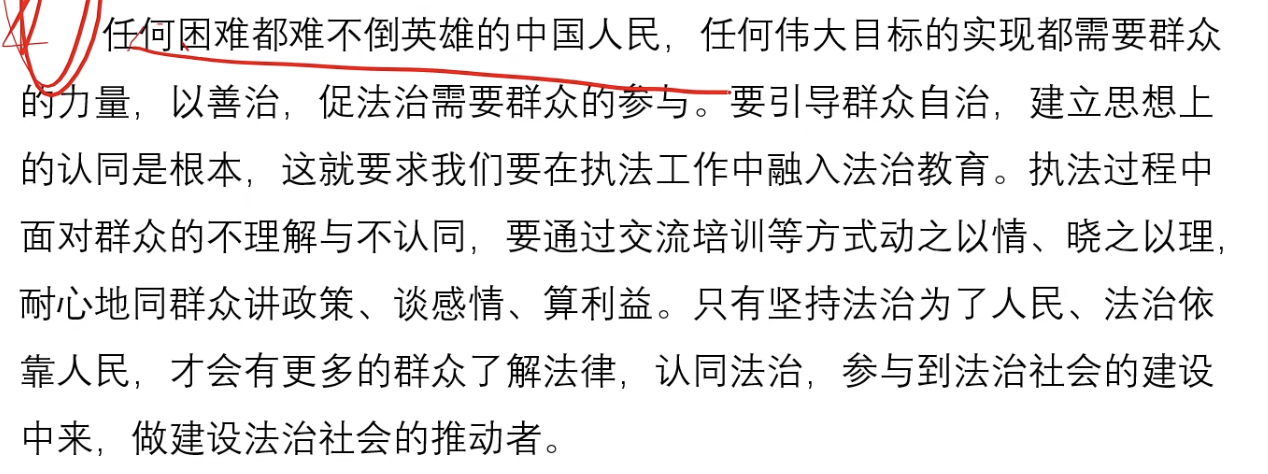 任何困难都难不倒英雄的中国人民，任何伟大目标的实现都需要群众
的力量，以善治，促法治需要群众的参与。要引导群众自治，建立思想上
的认同是根本，这就要求我们要在执法工作中融入法治教育。执法过程中
面对群众的不理解与不认同，要通过交流培训等方式动之以情、晓之以理，
耐心地同群众讲政策、谈感情、算利益。只有坚持法治为了人民、法治依
靠人民，才会有更多的群众了解法律，认同法治，参与到法治社会的建设
中来，做建设法治社会的推动者。